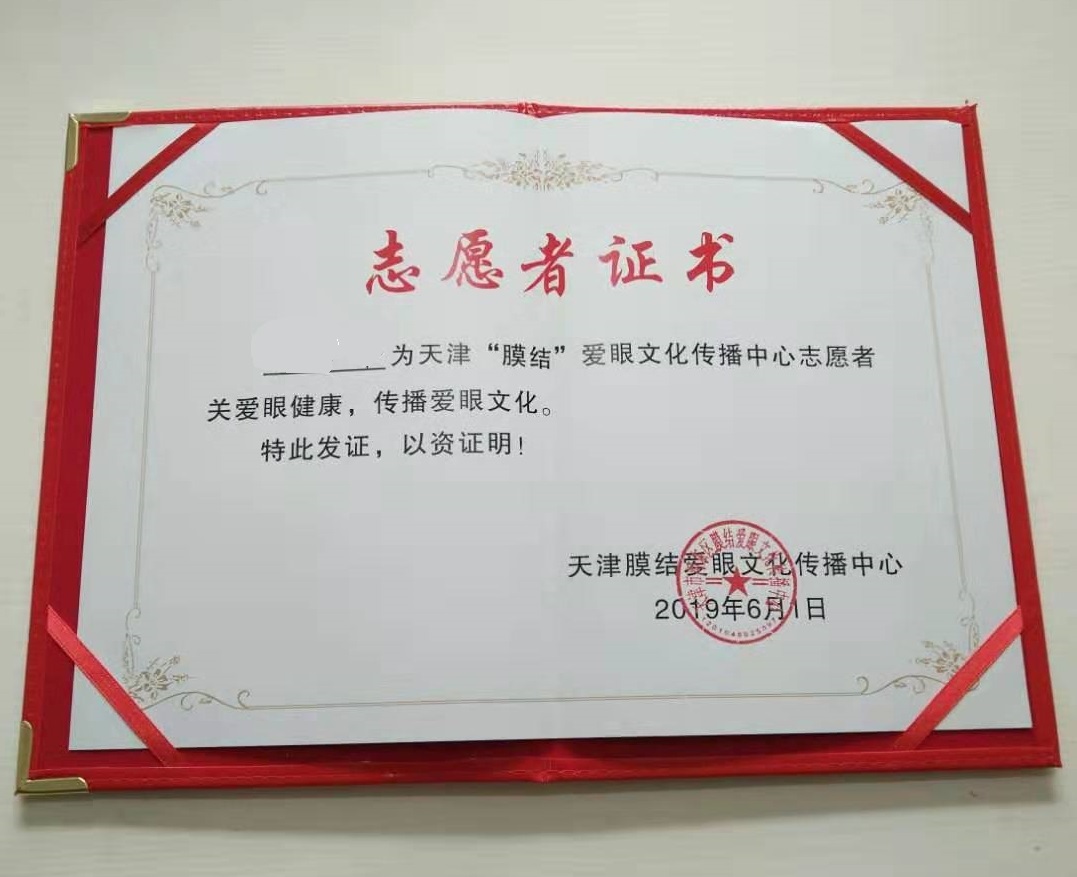 志愿者证书
为天津“膜结”爱眼文化传播中心志愿者
关爱眼健康，传播爱眼文化。
特此发证，以资证明！
天津膜结爱眼文化传播中心
2019年6月1日